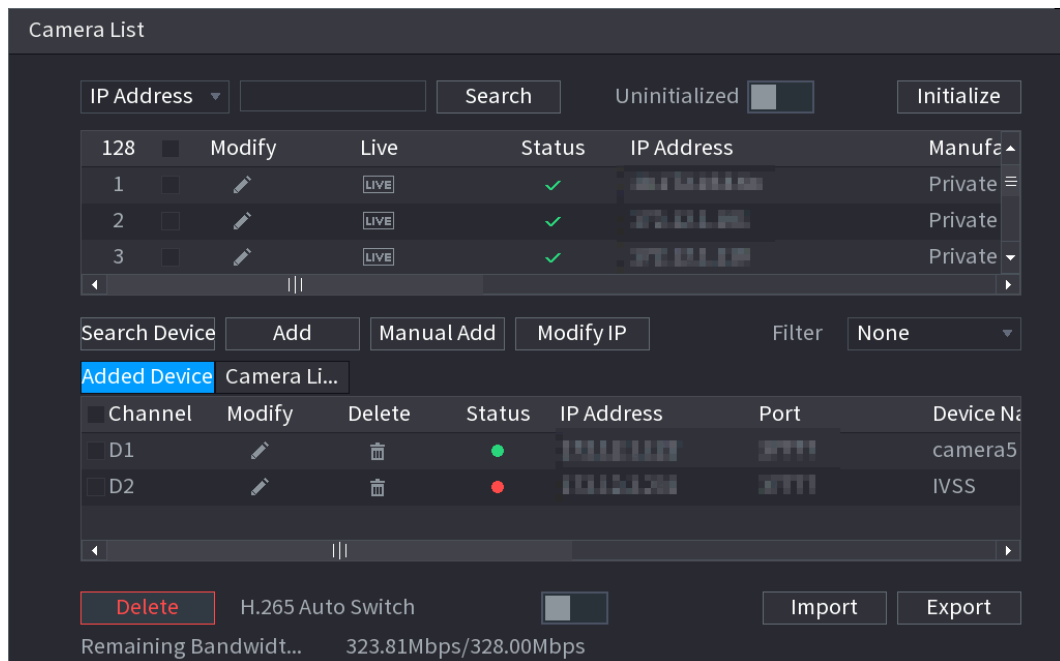 Camera List
IP Address Search Uninitialized Initialize
128 Modify Live Status IP Address Manufa
1 LIVE Private
2 LIVE Private
3 LIVE Private
Search Device Add Manual Add Modify IP Filter None
Added Device Camera Li...
Channel Modify Delete Status IP Address Port Device Na
D1 camera5
D2 IVSS
Delete H.265 Auto Switch Import Export
Remaining Bandwidt... 323.81Mbps/328.00Mbps